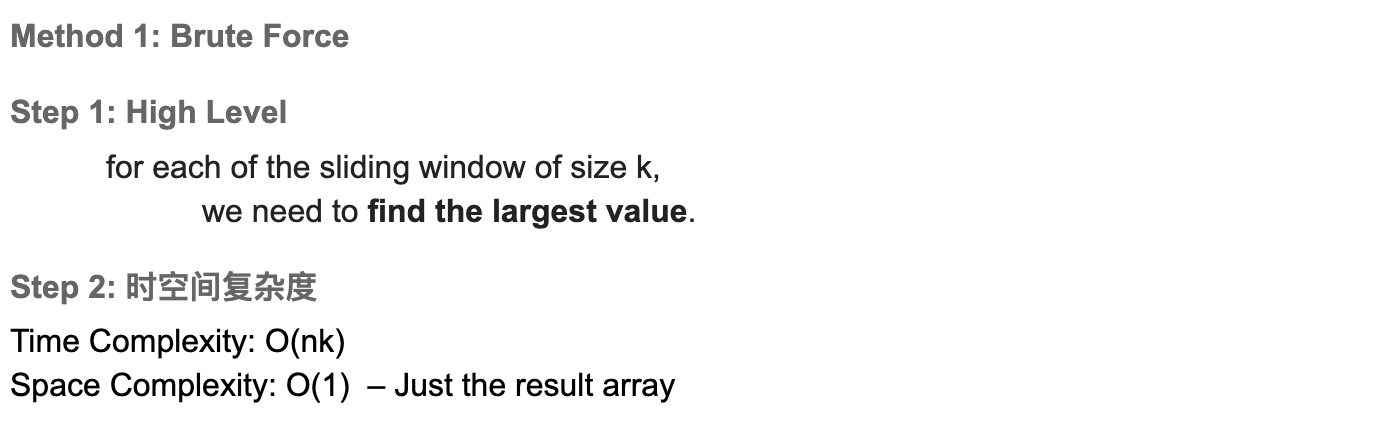 Method 1: Brute Force
Step 1: High Level
for each of the sliding window of size k,
we need to find the largest value.
Step 2: 时空间复杂度
Time Complexity: O(nk)
Space Complexity: O(1) – Just the result array